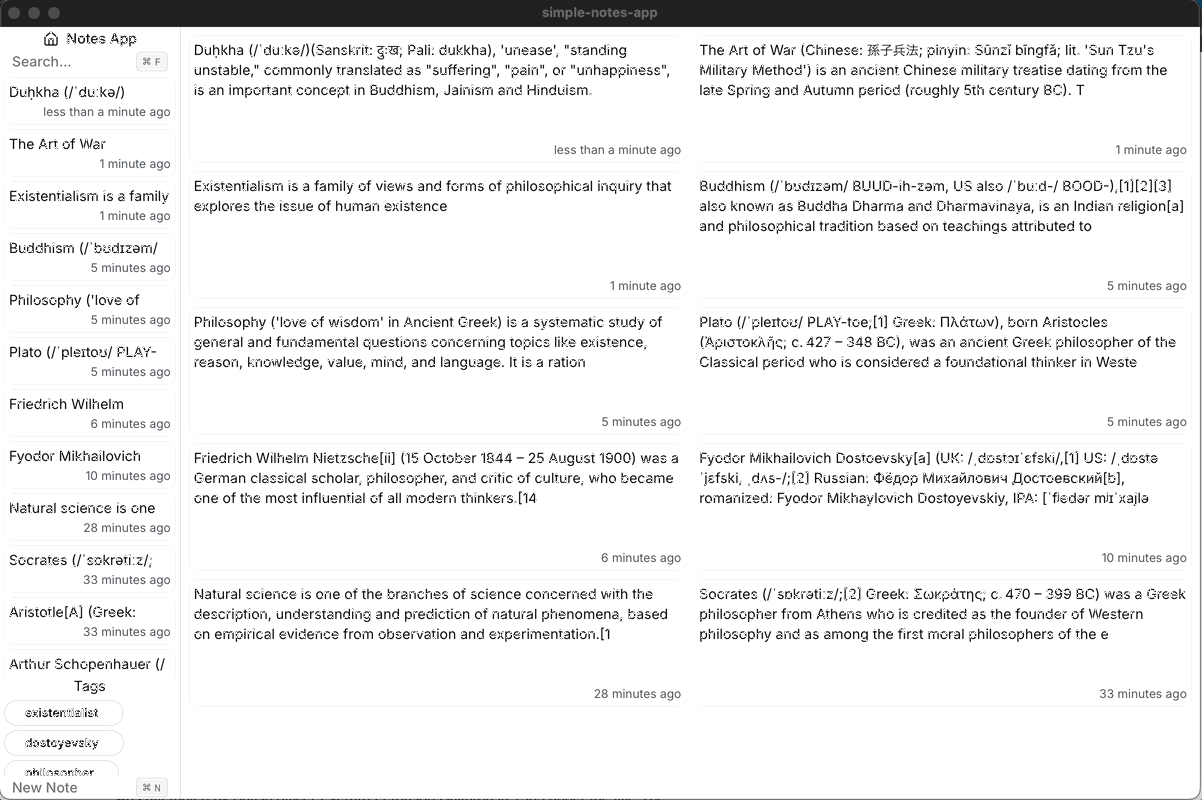 simple-notes-app
Notes App
Search...
⌘ F
Duḥkha (/ˈduːkə/)
less than a minute ago
The Art of War
1 minute ago
Existentialism is a family
1 minute ago
Buddhism (/ˈbʊdɪzəm/
5 minutes ago
Philosophy ('love of
5 minutes ago
Plato (/ˈpleɪtoʊ/ PLAY-
5 minutes ago
Friedrich Wilhelm
6 minutes ago
Fyodor Mikhailovich
10 minutes ago
Natural science is one
28 minutes ago
Socrates (/ˈsɒkrətiːz/;
33 minutes ago
Aristotle[A] (Greek:
33 minutes ago
Arthur Schopenhauer (/
Tags
existentialist
dostoyevsky
philosopher
New Note
⌘ N
Duḥkha (/ˈduːkə/)(Sanskrit: दुःख; Pali: dukkha), 'unease', "standing
unstable," commonly translated as "suffering", "pain", or "unhappiness",
is an important concept in Buddhism, Jainism and Hinduism.
less than a minute ago
The Art of War (Chinese: 孫子兵法; pinyin: Sūnzǐ bīngfǎ; lit. 'Sun Tzu's
Military Method') is an ancient Chinese military treatise dating from the
late Spring and Autumn period (roughly 5th century BC). T
1 minute ago
Existentialism is a family of views and forms of philosophical inquiry that
explores the issue of human existence
1 minute ago
Buddhism (/ˈbʊdɪzəm/ BUUD-ih-zəm, US also /ˈbuːd-/ BOOD-),[1][2][3]
also known as Buddha Dharma and Dharmavinaya, is an Indian religion[a]
and philosophical tradition based on teachings attributed to
5 minutes ago
Philosophy ('love of wisdom' in Ancient Greek) is a systematic study of
general and fundamental questions concerning topics like existence,
reason, knowledge, value, mind, and language. It is a ration
5 minutes ago
Plato (/ˈpleɪtoʊ/ PLAY-toe;[1] Greek: Πλάτων), born Aristocles
(Ἀριστοκλῆς; c. 427 – 348 BC), was an ancient Greek philosopher of the
Classical period who is considered a foundational thinker in Weste
5 minutes ago
Friedrich Wilhelm Nietzsche[ii] (15 October 1844 – 25 August 1900) was a
German classical scholar, philosopher, and critic of culture, who became
one of the most influential of all modern thinkers.[14
6 minutes ago
Fyodor Mikhailovich Dostoevsky[a] (UK: /ˌdɒstɔɪˈɛfski/,[1] US: /ˌdɒstə
ˈjɛfski, ˌdʌs-/;[2] Russian: Фёдор Михайлович Достоевский[b],
romanized: Fyodor Mikhaylovich Dostoyevskiy, IPA: [ˈfʲɵdər mʲɪˈxajlə
10 minutes ago
Natural science is one of the branches of science concerned with the
description, understanding and prediction of natural phenomena, based
on empirical evidence from observation and experimentation.[1
28 minutes ago
Socrates (/ˈsɒkrətiːz/;[2] Greek: Σωκράτης; c. 470 – 399 BC) was a Greek
philosopher from Athens who is credited as the founder of Western
philosophy and as among the first moral philosophers of the e
33 minutes ago